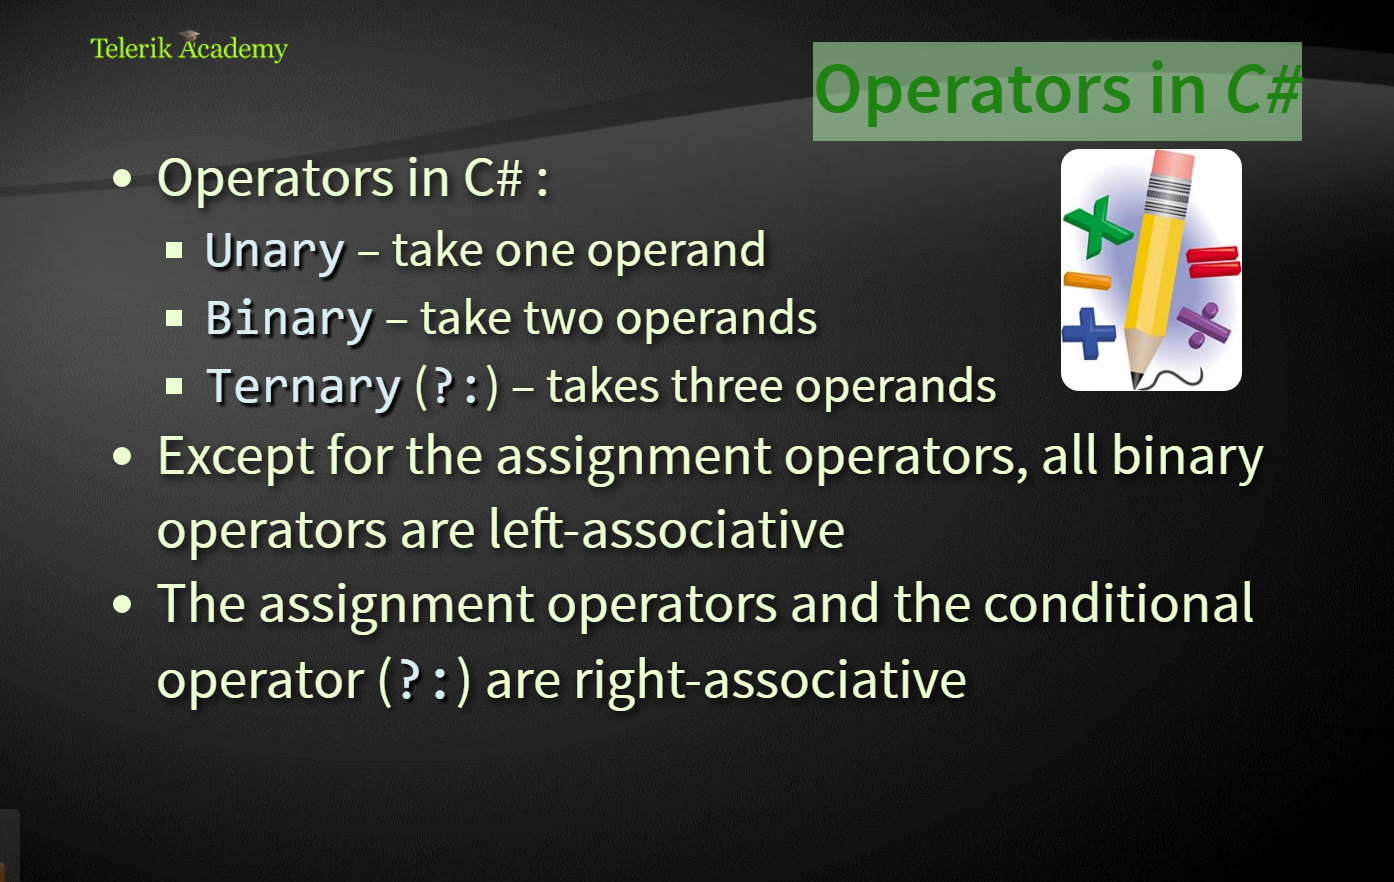 Telerik Academy
Operators in C#
• Operators in C# :
▪ Unary – take one operand
▪ Binary – take two operands
▪ Ternary (?:) – takes three operands
• Except for the assignment operators, all binary
operators are left-associative
• The assignment operators and the conditional
operator (?:) are right-associative